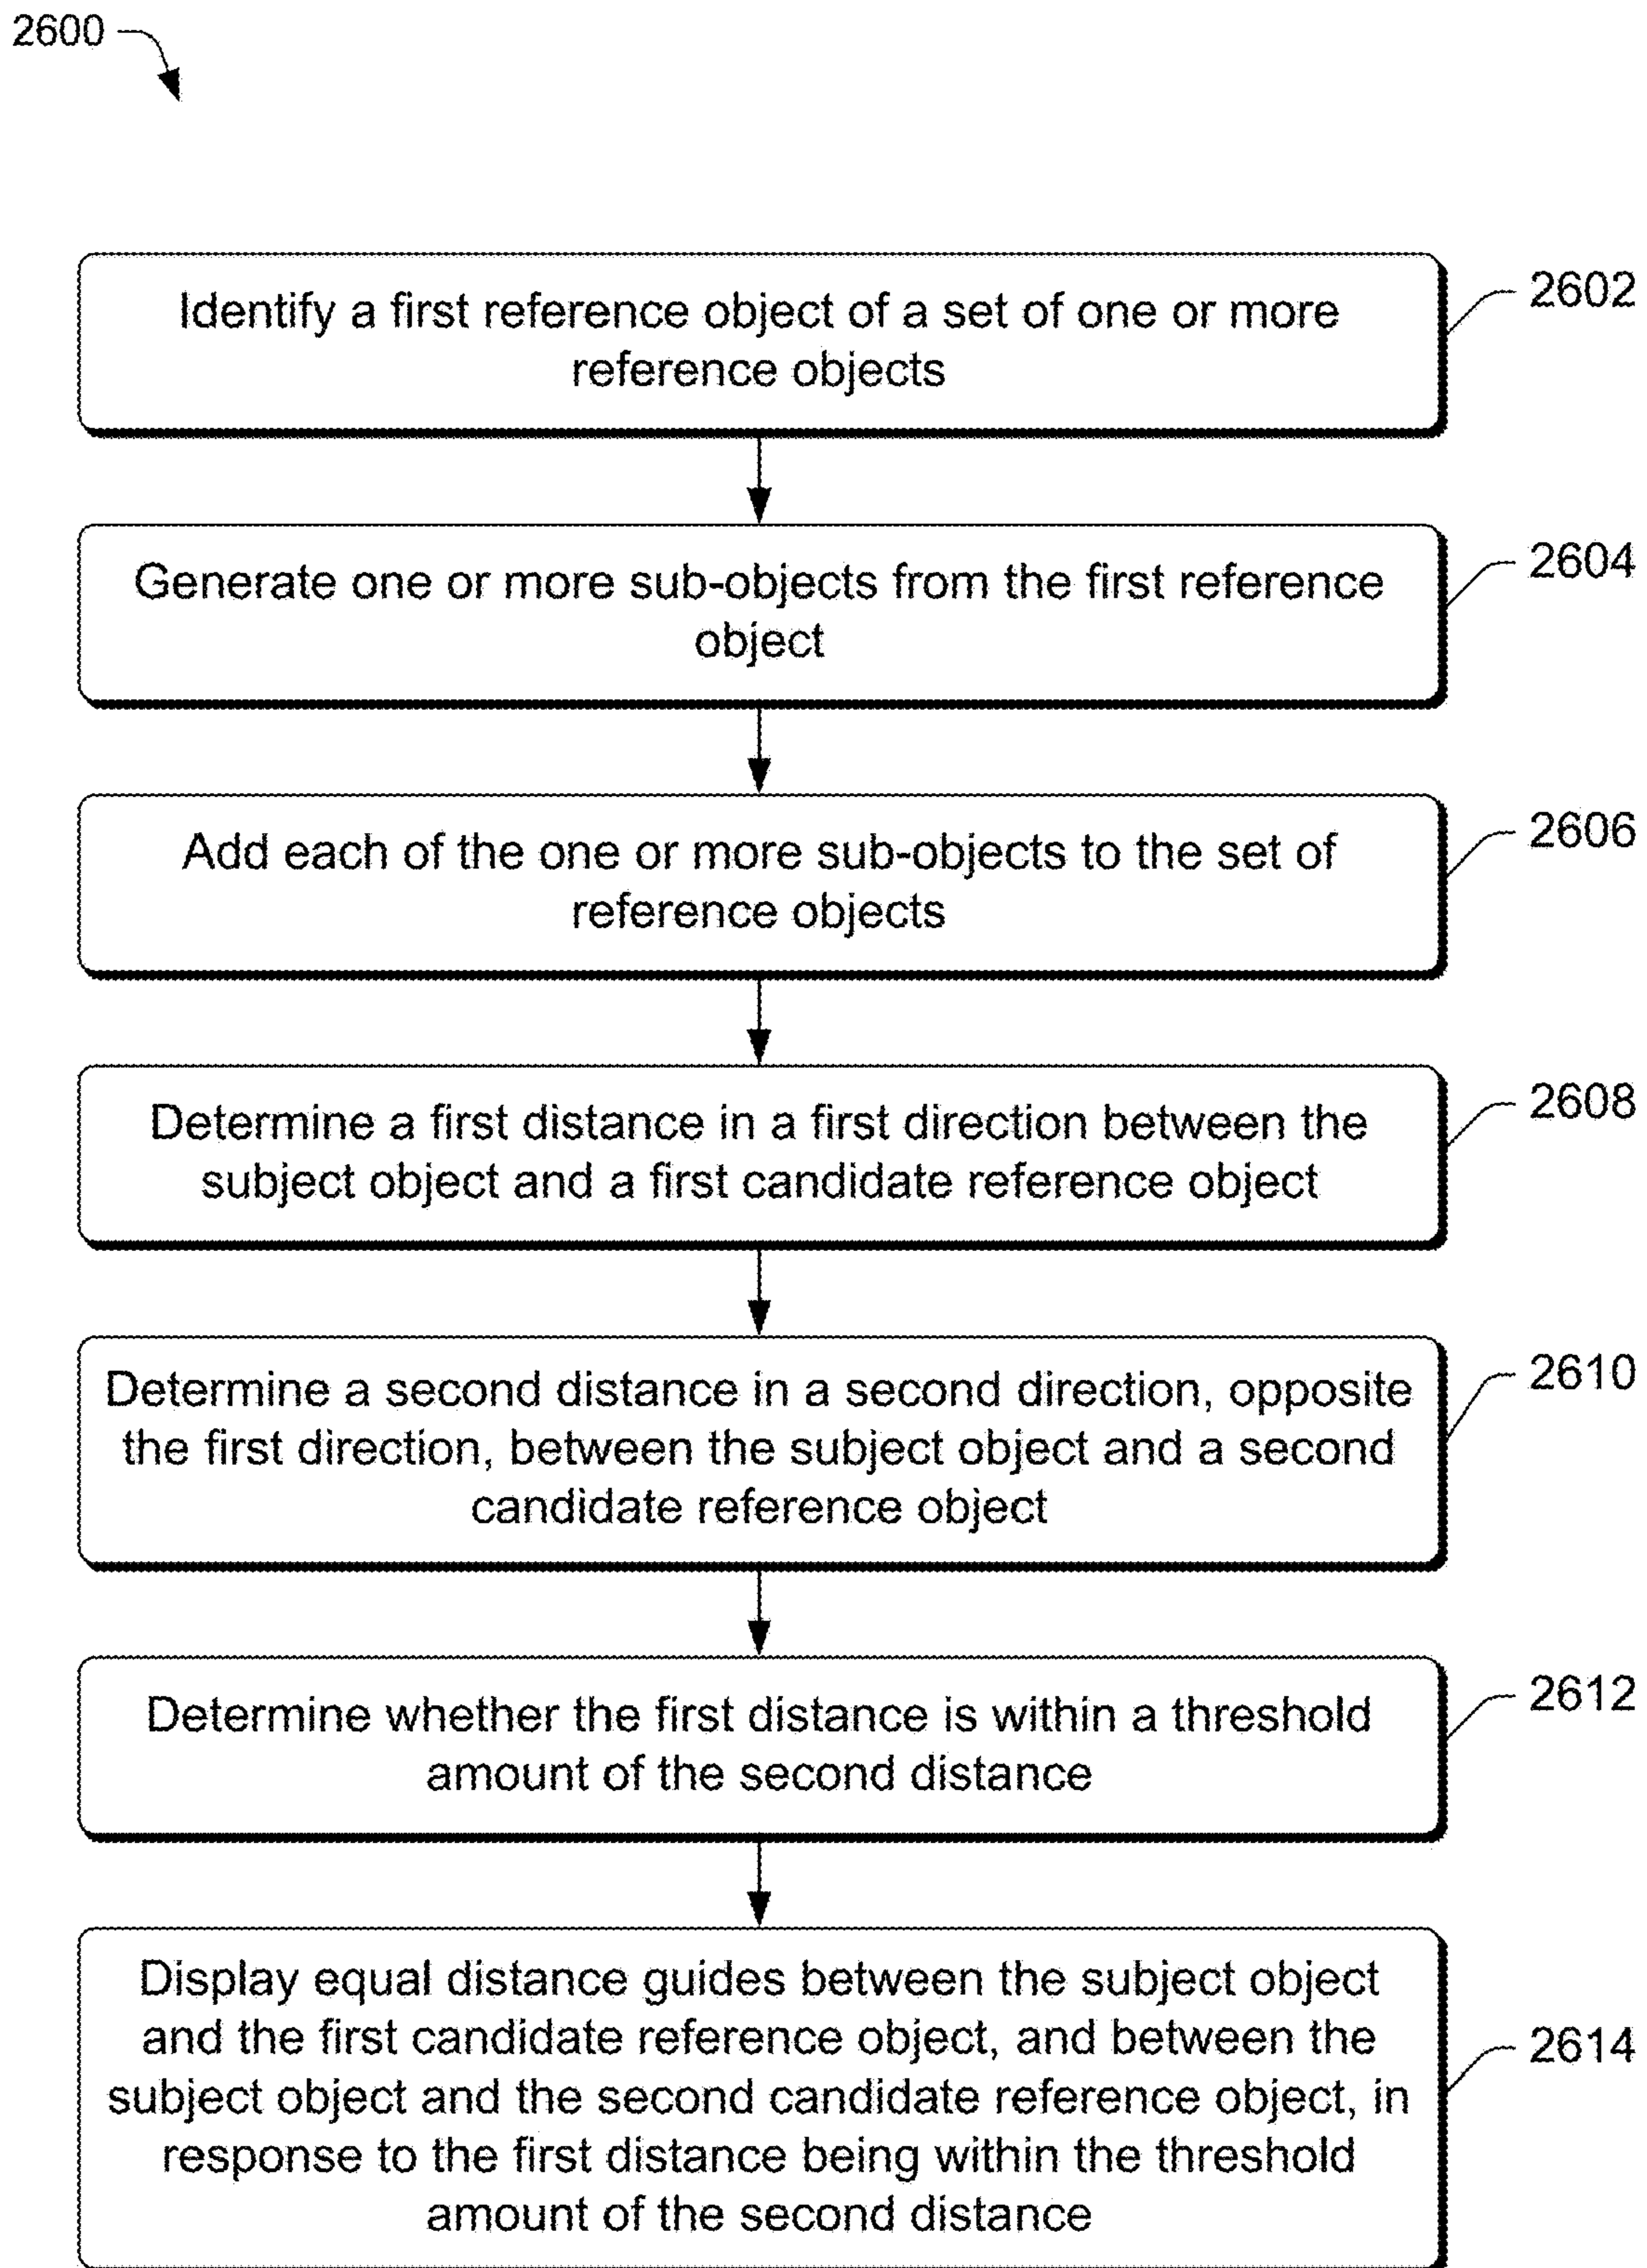 2600
Identify a first reference object of a set of one or more
reference objects
2602
Generate one or more sub-objects from the first reference
object
2604
Add each of the one or more sub-objects to the set of
reference objects
2606
Determine a first distance in a first direction between the
subject object and a first candidate reference object
2608
Determine a second distance in a second direction, opposite
the first direction, between the subject object and a second
candidate reference object
2610
Determine whether the first distance is within a threshold
amount of the second distance
2612
Display equal distance guides between the subject object
and the first candidate reference object, and between the
subject object and the second candidate reference object, in
response to the first distance being within the threshold
amount of the second distance
2614